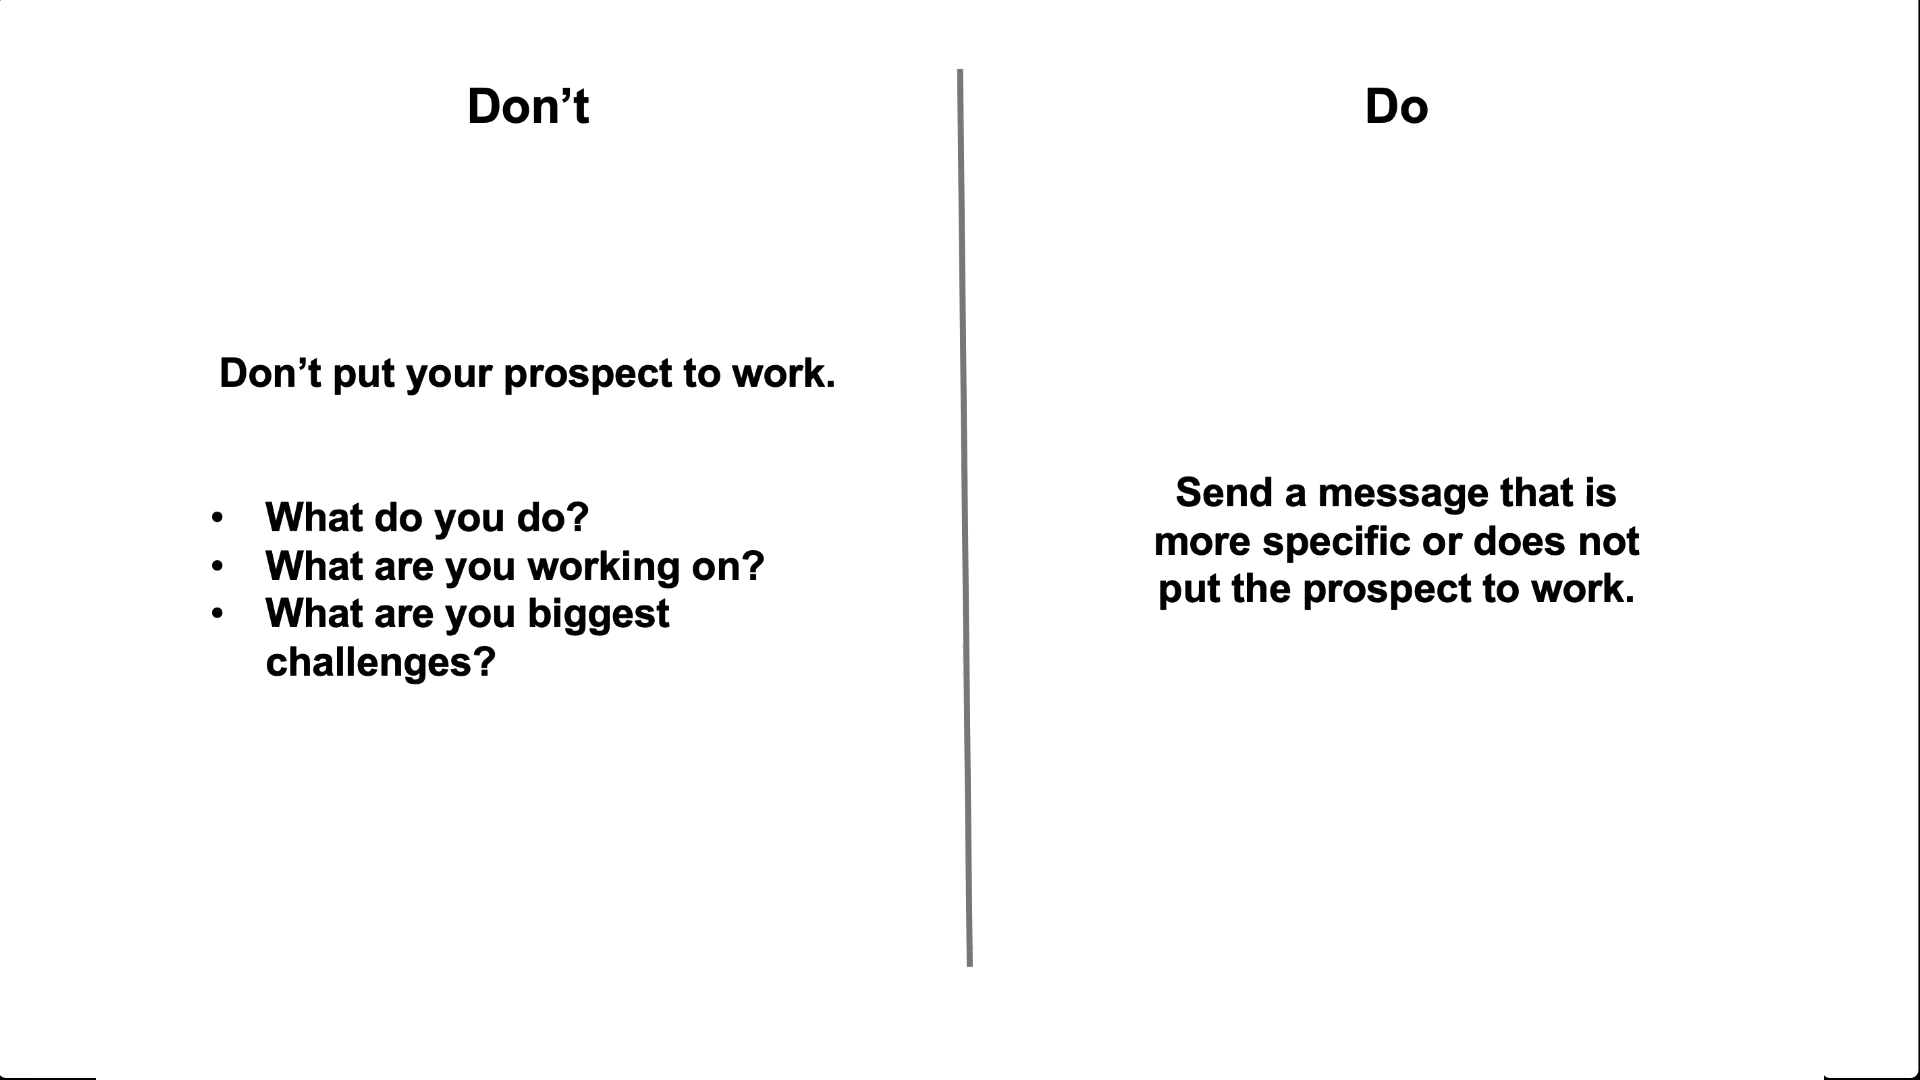 Don’t
Don’t put your prospect to work.
• What do you do?
• What are you working on?
• What are you biggest
challenges?
Do
Send a message that is
more specific or does not
put the prospect to work.